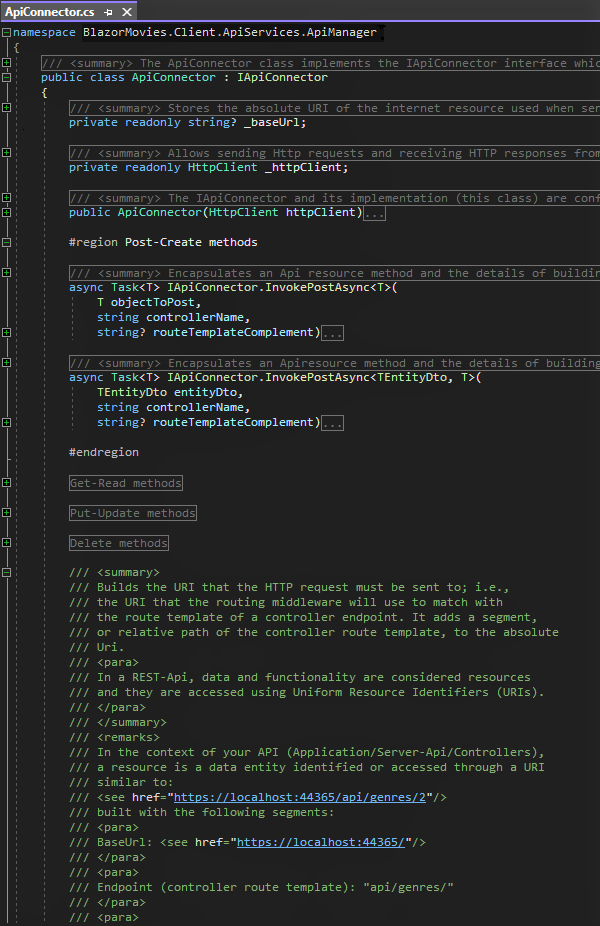 ApiConnector.cs
namespace BlazorMovies.Client.ApiServices.ApiManager
{
/// <summary> The ApiConnector class implements the IApiConnector interface whic
public class ApiConnector : IApiConnector
{
/// <summary> Stores the absolute URI of the internet resource used when sen
private readonly string? _baseUrl;
/// <summary> Allows sending Http requests and receiving HTTP responses from
private readonly HttpClient _httpClient;
/// <summary> The IApiConnector and its implementation (this class) are conf
public ApiConnector(HttpClient httpClient)...
#region Post-Create methods
/// <summary> Encapsulates an Api resource method and the details of building
async Task<T> IApiConnector.InvokePostAsync<T>(
T objectToPost,
string controllerName,
string? routeTemplateComplement)...
/// <summary> Encapsulates an Apiresource method and the details of building
async Task<T> IApiConnector.InvokePostAsync<TEntityDto, T>(
TEntityDto entityDto,
string controllerName,
string? routeTemplateComplement)...
#endregion
Get-Read methods
Put-Update methods
Delete methods
/// <summary>
/// Builds the URI that the HTTP request must be sent to; i.e.,
/// the URI that the routing middleware will use to match with
/// the route template of a controller endpoint. It adds a segment,
/// or relative path of the controller route template, to the absolute
/// Uri.
/// <para>
/// In a REST-Api, data and functionality are considered resources
/// and they are accessed using Uniform Resource Identifiers (URIs).
/// </para>
/// </summary>
/// <remarks>
/// In the context of your API (Application/Server-Api/Controllers),
/// a resource is a data entity identified or accessed through a URI
/// similar to:
/// <see href="https://localhost:44365/api/genres/2"/>
/// built with the following segments:
/// <para>
/// BaseUrl: <see href="https://localhost:44365/"/>
/// </para>
/// <para>
/// Endpoint (controller route template): "api/genres/"
/// </para>
/// <para>